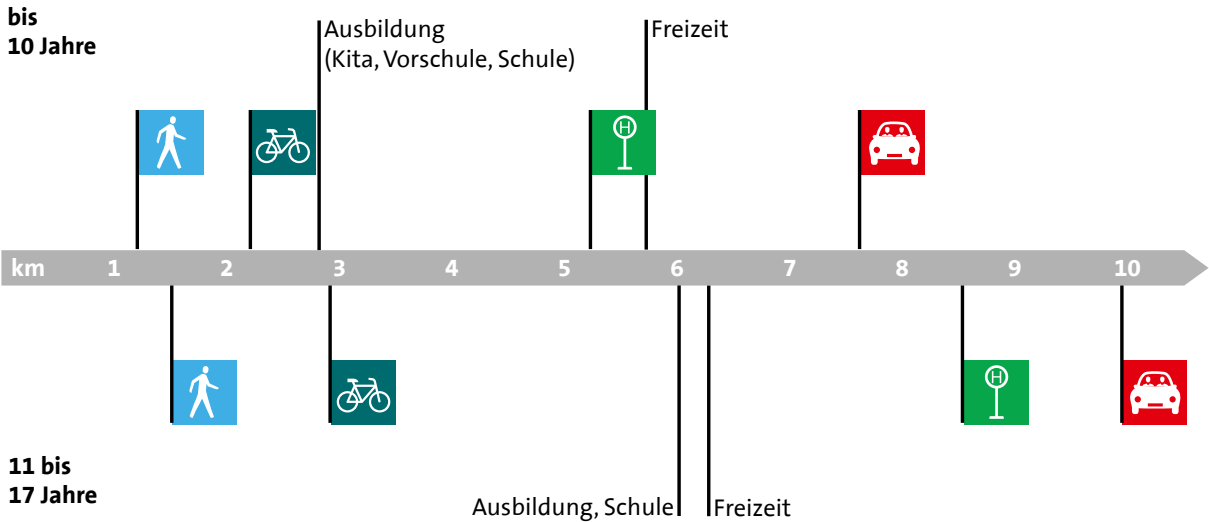 bis
10 Jahre
Ausbildung
(Kita, Vorschule, Schule)
Freizeit
H
km 1 2 3 4 5 6 7 8 9 10
H
11 bis
17 Jahre
Ausbildung, Schule
Freizeit